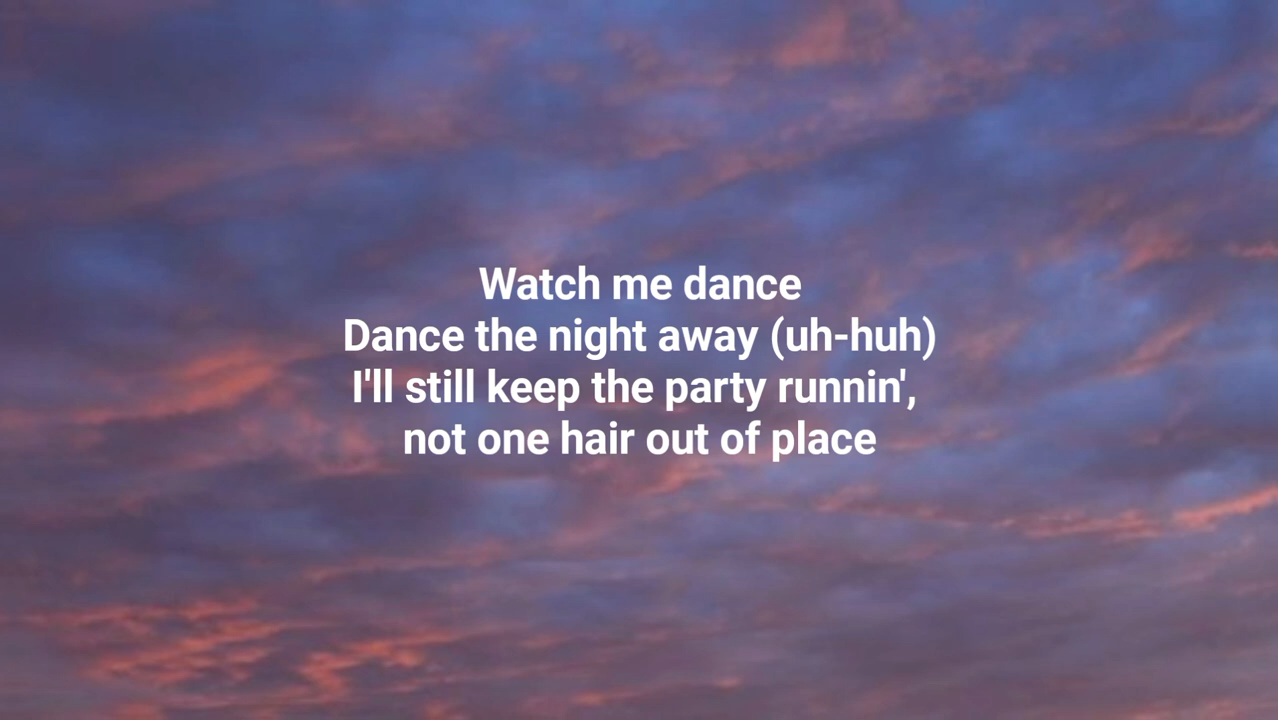 Watch me dance
Dance the night away (uh-huh)
I'll still keep the party runnin',
not one hair out of place